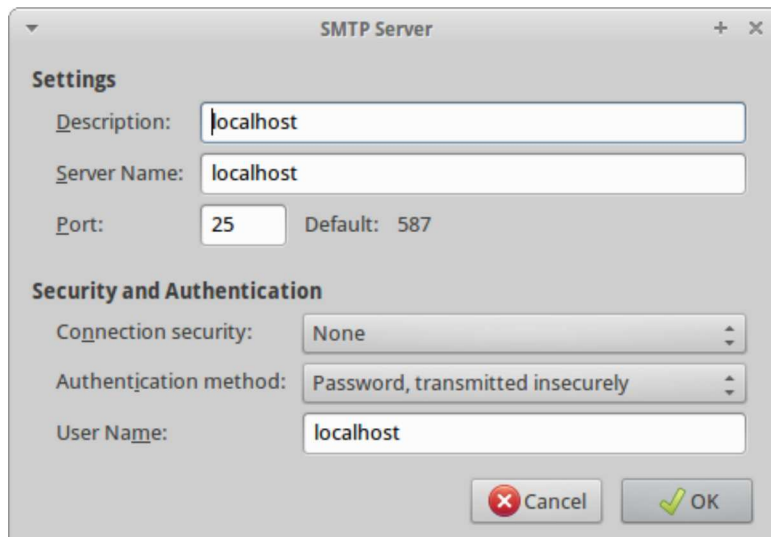 SMTP Server
Settings
Description: localhost
Server Name: localhost
Port: 25 Default: 587
Security and Authentication
Connection security: None
Authentication method: Password, transmitted insecurely
User Name: localhost
Cancel OK